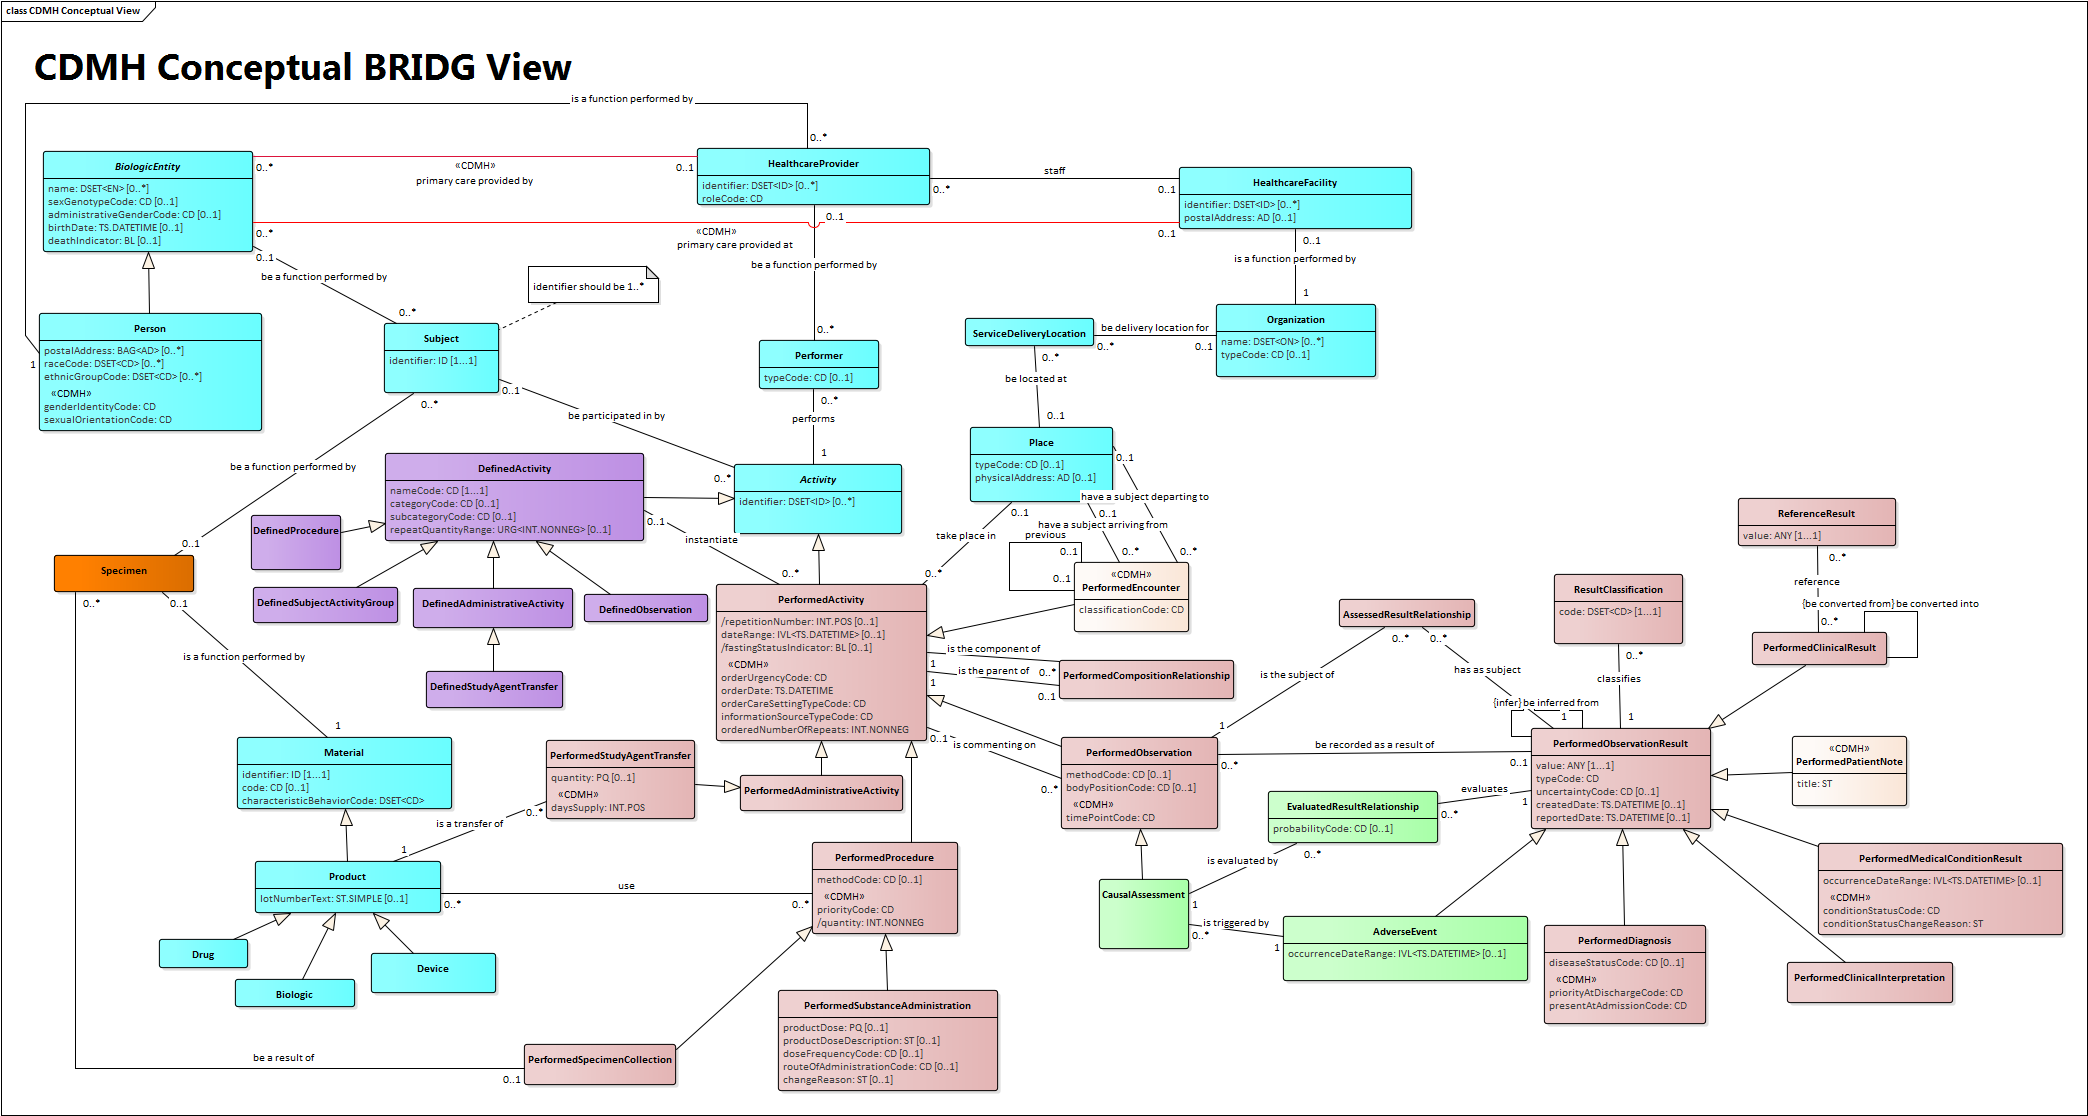 class CDMH Conceptual View
CDMH Conceptual BRIDG View
is a function performed by
0..*
BiologicEntity
name: DSET<EN> [0..*]
sexGenotypeCode: CD [0..1]
administrativeGenderCode: CD [0..1]
birthDate: TS.DATETIME [0..1]
deathIndicator: BL [0..1]
0..*
«CDMH»
primary care provided by
0..1
HealthcareProvider
identifier: DSET<ID> [0..*]
roleCode: CD
0..*
staff
0..1
HealthcareFacility
identifier: DSET<ID> [0..*]
postalAddress: AD [0..1]
0..*
«CDMH»
primary care provided at
0..1
0..1
0..1
be a function performed by
0..*
0..1
is a function performed by
1
be a function performed by
0..*
identifier should be 1..*
Person
postalAddress: BAG<AD> [0..*]
raceCode: DSET<CD> [0..*]
ethnicGroupCode: DSET<CD> [0..*]
«CDMH»
genderIdentityCode: CD
sexualOrientationCode: CD
1
Subject
identifier: ID [1...1]
0..*
0..1
be participated in by
0..*
Performer
typeCode: CD [0..1]
0..*
performs
1
ServiceDeliveryLocation
be delivery location for
0..*
0..1
Organization
name: DSET<ON> [0..*]
typeCode: CD [0..1]
0..*
be located at
0..1
Place
typeCode: CD [0..1]
physicalAddress: AD [0..1]
0..1
have a subject departing to
0..1
have a subject arriving from
0..1
take place in
0..*
previous
0..1
0..1
0..*
0..*
be a function performed by
0..1
DefinedActivity
nameCode: CD [1...1]
categoryCode: CD [0..1]
subcategoryCode: CD [0..1]
repeatQuantityRange: URG<INT.NONNEG> [0..1]
Activity
identifier: DSET<ID> [0..*]
0..1
instantiate
0..*
DefinedProcedure
DefinedSubjectActivityGroup
DefinedAdministrativeActivity
DefinedObservation
DefinedStudyAgentTransfer
Specimen
0..*
0..1
is a function performed by
1
«CDMH»
PerformedEncounter
classificationCode: CD
PerformedActivity
/repetitionNumber: INT.POS [0..1]
dateRange: IVL<TS.DATETIME> [0..1]
/fastingStatusIndicator: BL [0..1]
«CDMH»
orderUrgencyCode: CD
orderDate: TS.DATETIME
orderCareSettingTypeCode: CD
informationSourceTypeCode: CD
orderedNumberOfRepeats: INT.NONNEG
is the component of
1
0..*
is the parent of
1
0..1
PerformedCompositionRelationship
0..1
is commenting on
0..*
AssessedResultRelationship
0..*
0..*
is the subject of
1
has as subject
ResultClassification
code: DSET<CD> [1...1]
0..*
classifies
1
ReferenceResult
value: ANY [1...1]
0..*
reference
{be converted from} be converted into
0..*
PerformedClinicalResult
{infer} be inferred from
1
PerformedObservation
methodCode: CD [0..1]
bodyPositionCode: CD [0..1]
«CDMH»
timePointCode: CD
be recorded as a result of
0..*
0..1
PerformedObservationResult
value: ANY [1...1]
typeCode: CD
uncertaintyCode: CD [0..1]
createdDate: TS.DATETIME [0..1]
reportedDate: TS.DATETIME [0..1]
«CDMH»
PerformedPatientNote
title: ST
evaluates
1
0..*
EvaluatedResultRelationship
probabilityCode: CD [0..1]
is evaluated by
0..*
1
Material
identifier: ID [1...1]
code: CD [0..1]
characteristicBehaviorCode: DSET<CD>
PerformedStudyAgentTransfer
quantity: PQ [0..1]
«CDMH»
daysSupply: INT.POS
0..*
is a transfer of
1
PerformedAdministrativeActivity
PerformedProcedure
methodCode: CD [0..1]
«CDMH»
priorityCode: CD
/quantity: INT.NONNEG
Product
lotNumberText: ST.SIMPLE [0..1]
use
0..*
0..*
Drug
Biologic
Device
CausalAssessment
is triggered by
0..*
1
AdverseEvent
occurrenceDateRange: IVL<TS.DATETIME> [0..1]
PerformedMedicalConditionResult
occurrenceDateRange: IVL<TS.DATETIME> [0..1]
«CDMH»
conditionStatusCode: CD
conditionStatusChangeReason: ST
PerformedDiagnosis
diseaseStatusCode: CD [0..1]
«CDMH»
priorityAtDischargeCode: CD
presentAtAdmissionCode: CD
PerformedClinicalInterpretation
PerformedSubstanceAdministration
productDose: PQ [0..1]
productDoseDescription: ST [0..1]
doseFrequencyCode: CD [0..1]
routeOfAdministrationCode: CD [0..1]
changeReason: ST [0..1]
be a result of
0..1
PerformedSpecimenCollection